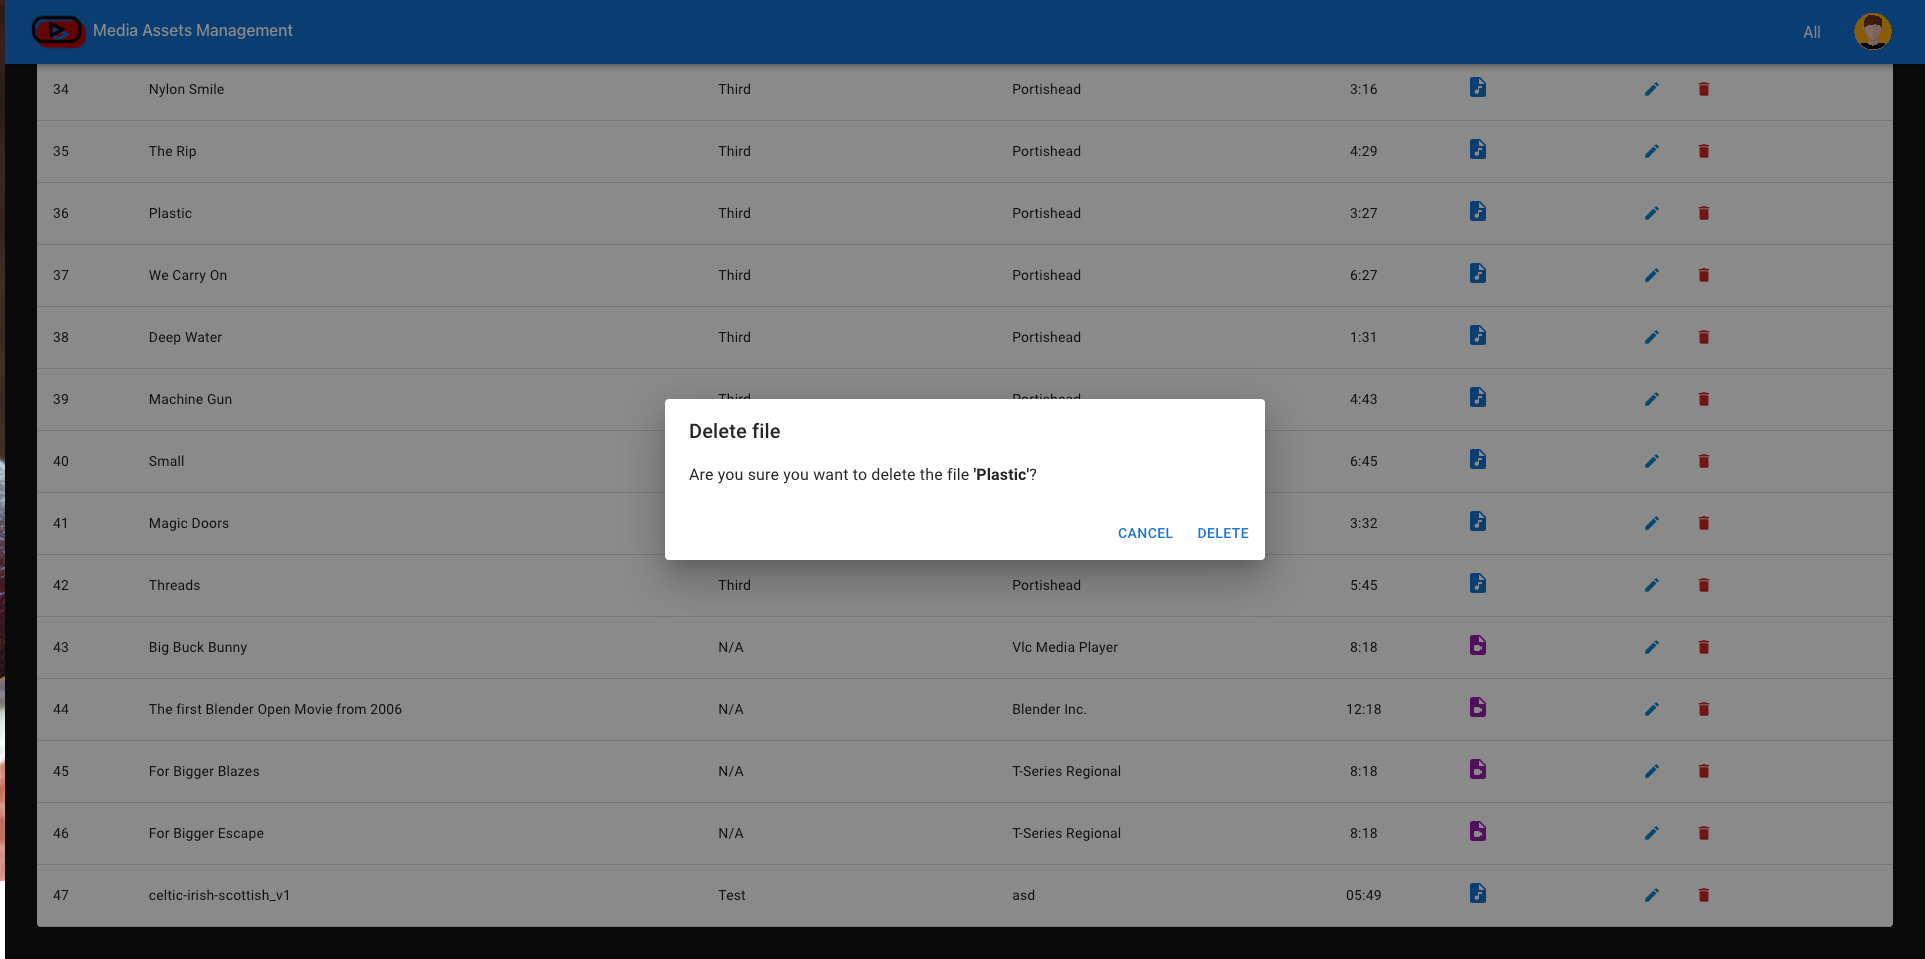 Media Assets Management All
34 Nylon Smile Third Portishead 3:16
35 The Rip Third Portishead 4:29
36 Plastic Third Portishead 3:27
37 We Carry On Third Portishead 6:27
38 Deep Water Third Portishead 1:31
39 Machine Gun Third Portishead 4:43
Delete file
40 Small 6:45
Are you sure you want to delete the file 'Plastic'?
41 Magic Doors 3:32
CANCEL DELETE
42 Threads Third Portishead 5:45
43 Big Buck Bunny N/A Vlc Media Player 8:18
44 The first Blender Open Movie from 2006 N/A Blender Inc. 12:18
45 For Bigger Blazes N/A T-Series Regional 8:18
46 For Bigger Escape N/A T-Series Regional 8:18
47 celtic-irish-scottish_v1 Test asd 05:49